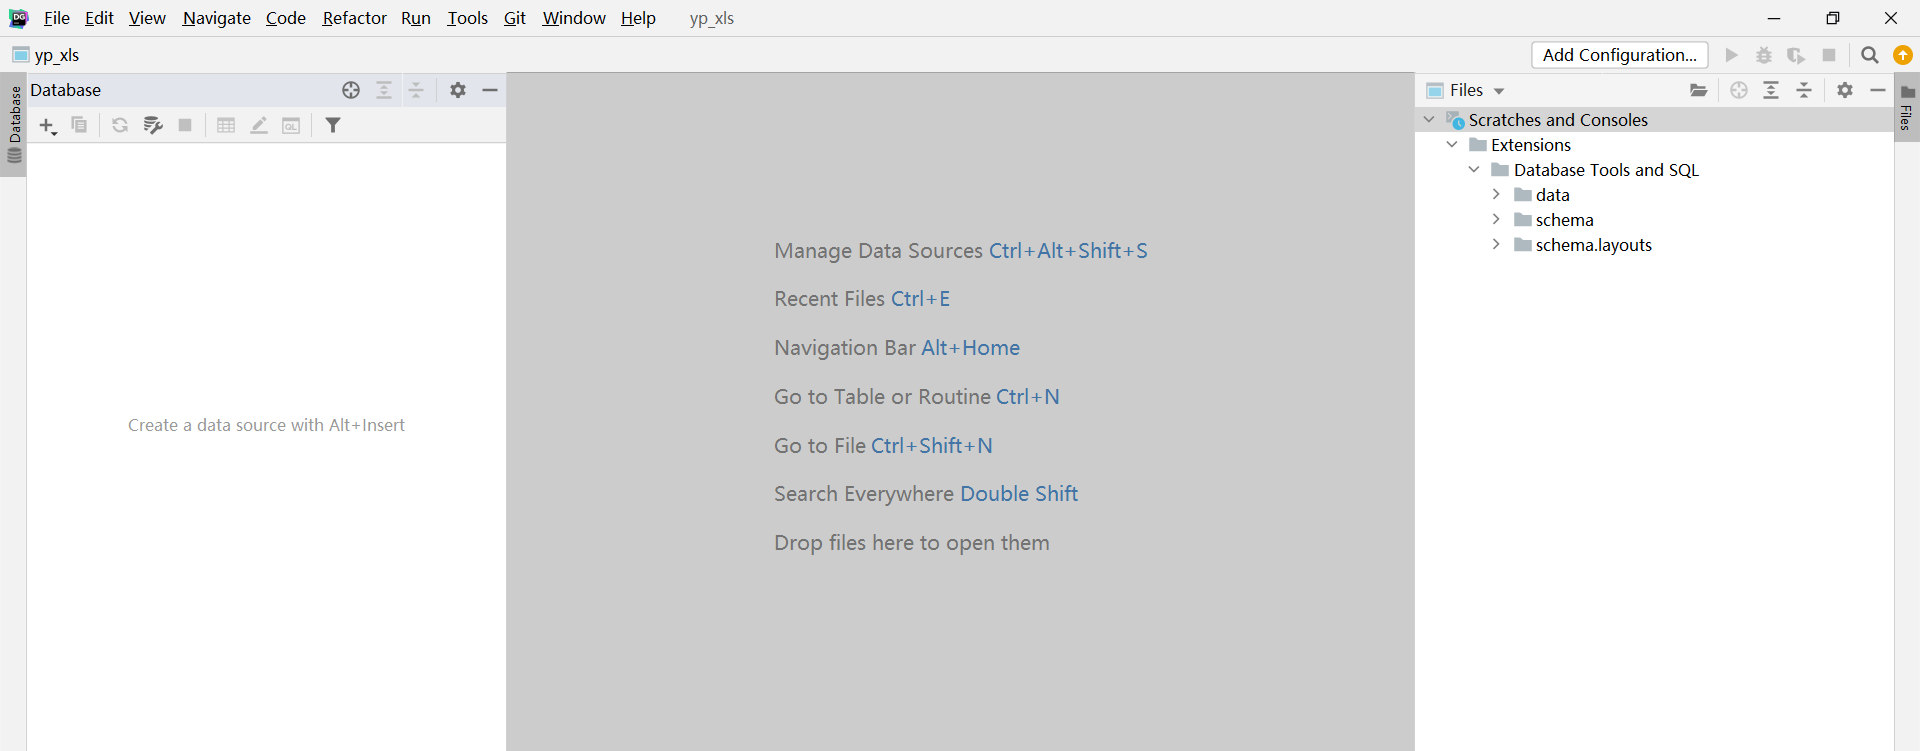 DG
File Edit View Navigate Code Refactor Run Tools Git Window Help yp_xls
yp_xls
Add Configuration...
Database
Database
QL
Create a data source with Alt+Insert
Manage Data Sources Ctrl+Alt+Shift+S
Recent Files Ctrl+E
Navigation Bar Alt+Home
Go to Table or Routine Ctrl+N
Go to File Ctrl+Shift+N
Search Everywhere Double Shift
Drop files here to open them
Files
Scratches and Consoles
Extensions
Database Tools and SQL
data
schema
schema.layouts
Files